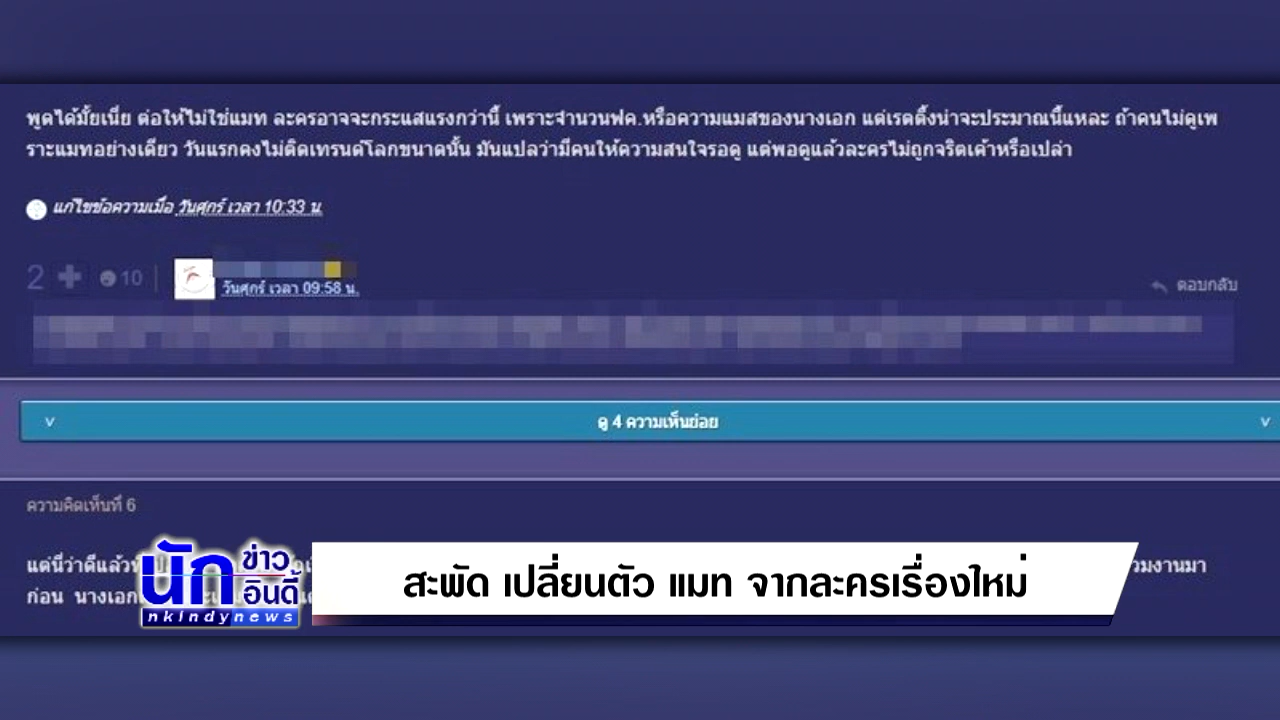 พูดได้มั้ยเนี่ย ต่อให้ไม่ใช่แมท ละครอาจจะกระแสแรงกว่านี้ เพราะจำนวนฟค.หรือความแมสของนางเอก แต่เรตติ้งน่าจะประมาณนี้แหละ ถ้าคนไม่ดูเพ
ราะแมทอย่างเดียว วันแรกคงไม่ติดเทรนด์โลกขนาดนั้น มันแปลว่ามีคนให้ความสนใจรอดู แต่พอดูแล้วละครไม่ถูกจริตเค้าหรือเปล่า
แก้ไขข้อความเมื่อ วันศุกร์ เวลา 10:33 น.
2 10
วันศุกร์ เวลา 09:58 น.
ตอบกลับ
ดู 4 ความเห็นย่อย
ความคิดเห็นที่ 6
แต่นี่ว่าดีแล้ว วมงานมา
ก่อน นางเอก
นักข่าวอินดี้
nkindynews
สะพัด เปลี่ยนตัว แมท จากละครเรื่องใหม่